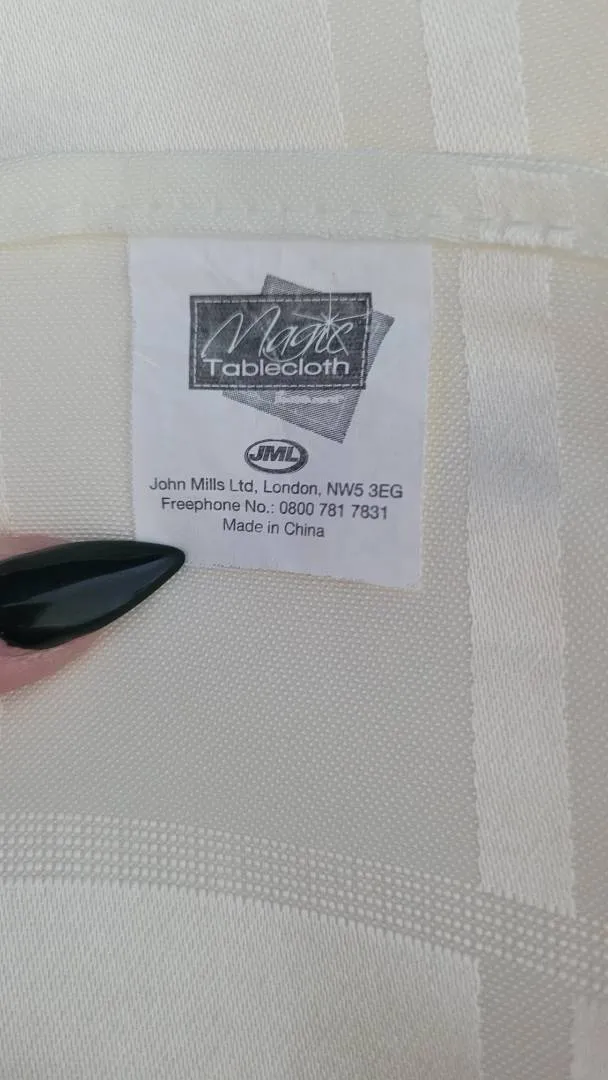 Magic
Tablecloth
JML
John Mills Ltd, London, NW5 3EG
Freephone No.: 0800 781 7831
Made in China